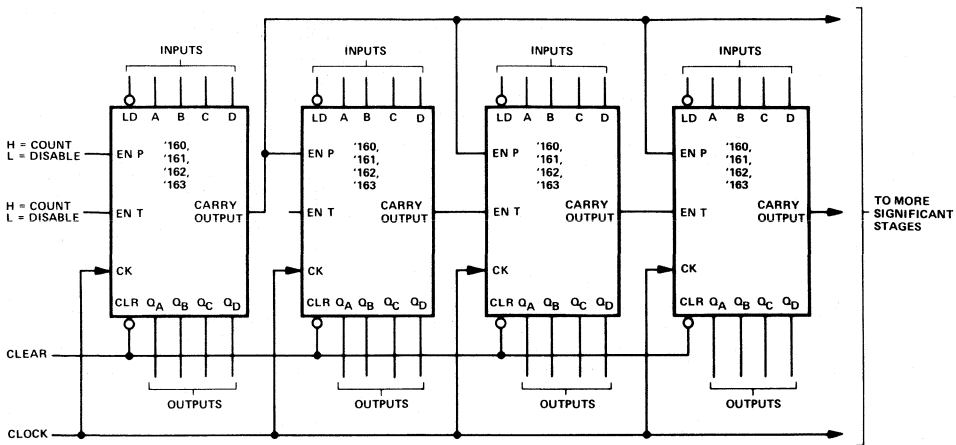 INPUTS INPUTS INPUTS INPUTS
LD A B C D LD A B C D LD A B C D LD A B C D
H = COUNT
L = DISABLE
EN P '160, '161, '162, '163
EN P '160, '161, '162, '163
EN P '160, '161, '162, '163
EN P '160, '161, '162, '163
H = COUNT
L = DISABLE
EN T CARRY OUTPUT
EN T CARRY OUTPUT
EN T CARRY OUTPUT
EN T CARRY OUTPUT
TO MORE
SIGNIFICANT
STAGES
CK CK CK CK
CLR QA QB QC QD CLR QA QB QC QD CLR QA QB QC QD CLR QA QB QC QD
CLEAR
OUTPUTS OUTPUTS OUTPUTS OUTPUTS
CLOCK